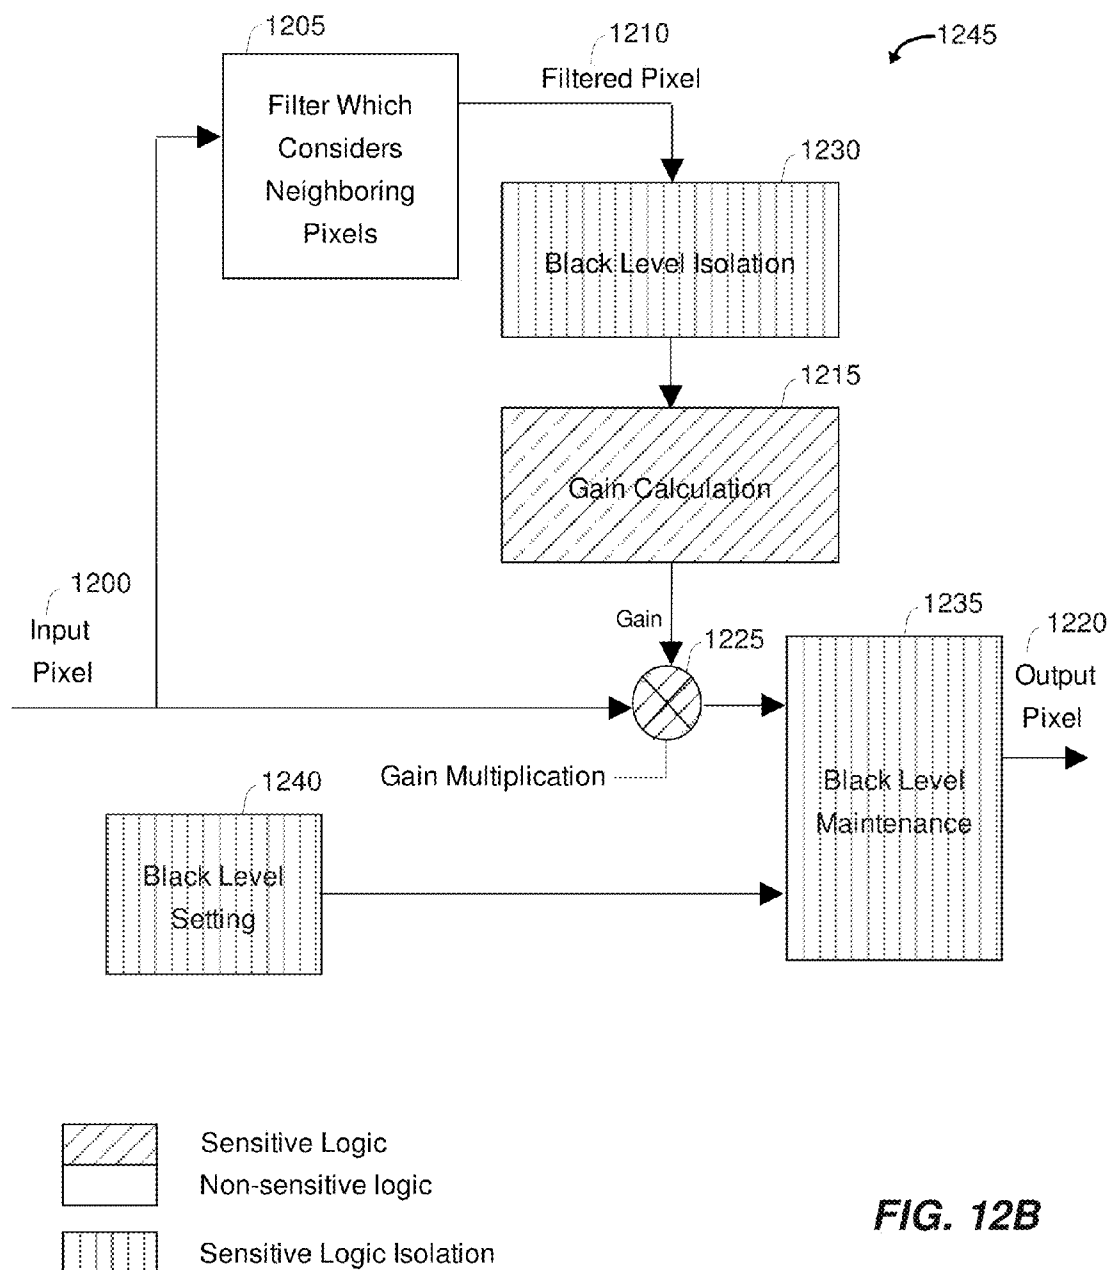 1205
Filter Which
Considers
Neighboring
Pixels
1210
Filtered Pixel
1245
1230
Black Level Isolation
1215
Gain Calculation
1200
Input
Pixel
Gain
1225
1235
1220
Output
Pixel
Gain Multiplication
Black Level
Maintenance
1240
Black Level
Setting
Sensitive Logic
Non-sensitive logic
Sensitive Logic Isolation
FIG. 12B